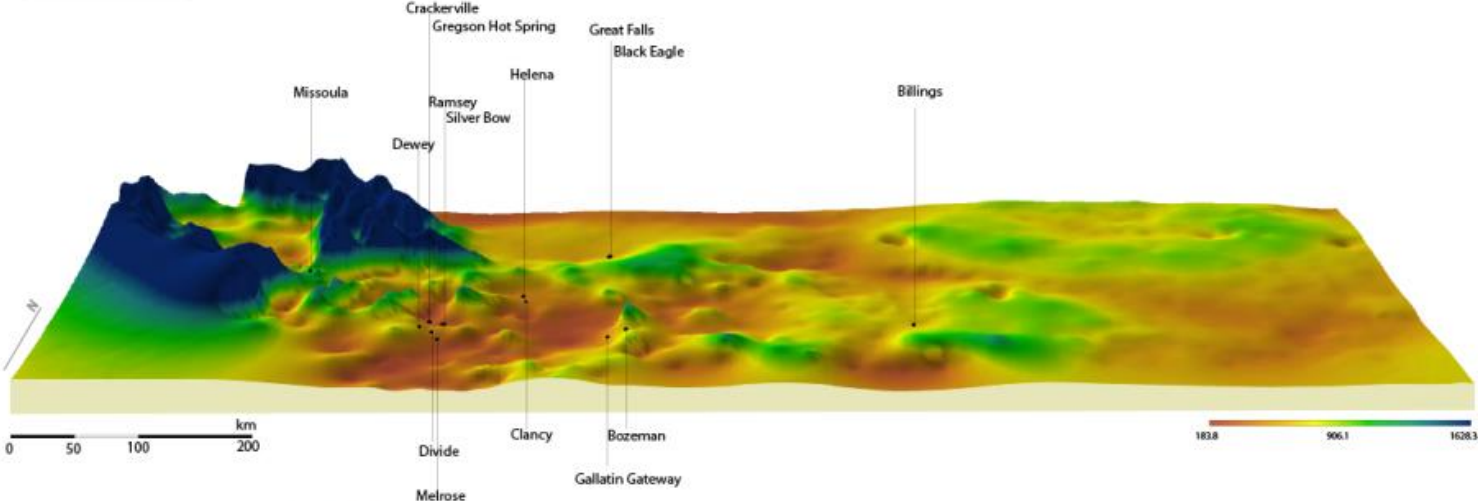 Crackerville
Gregson Hot Spring
Great Falls
Black Eagle
Helena
Missoula
Billings
Ramsey
Silver Bow
Dewey
N
km
0 50 100 200
Clancy
Bozeman
Divide
Gallatin Gateway
Melrose
183.8 906.1 1628.3